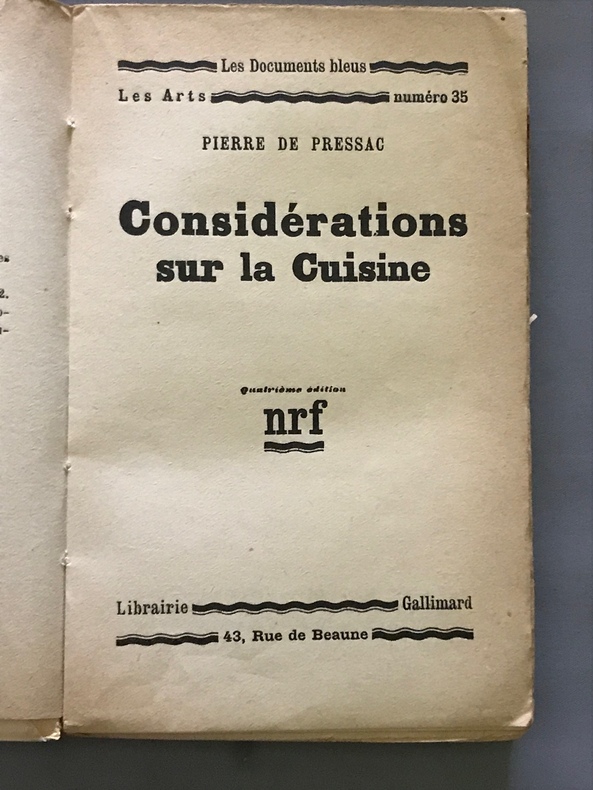 Les Documents bleus
Les Arts numéro 35
PIERRE DE PRESSAC
Considérations
sur la Cuisine
Quatrième édition
nrf
Librairie Gallimard
43, Rue de Beaune